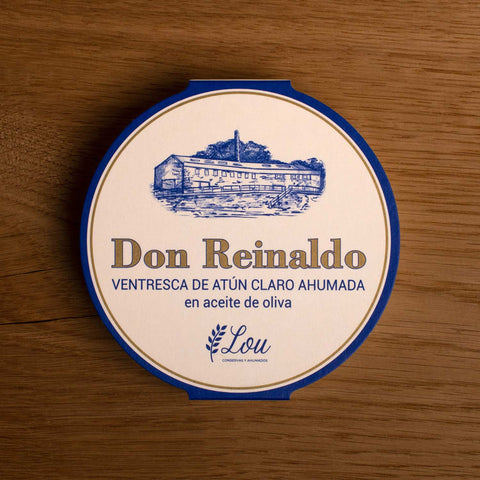 Don Reinaldo
VENTRESCA DE ATÚN CLARO AHUMADA
en aceite de oliva
Lou
CONSERVAS Y AHUMADOS